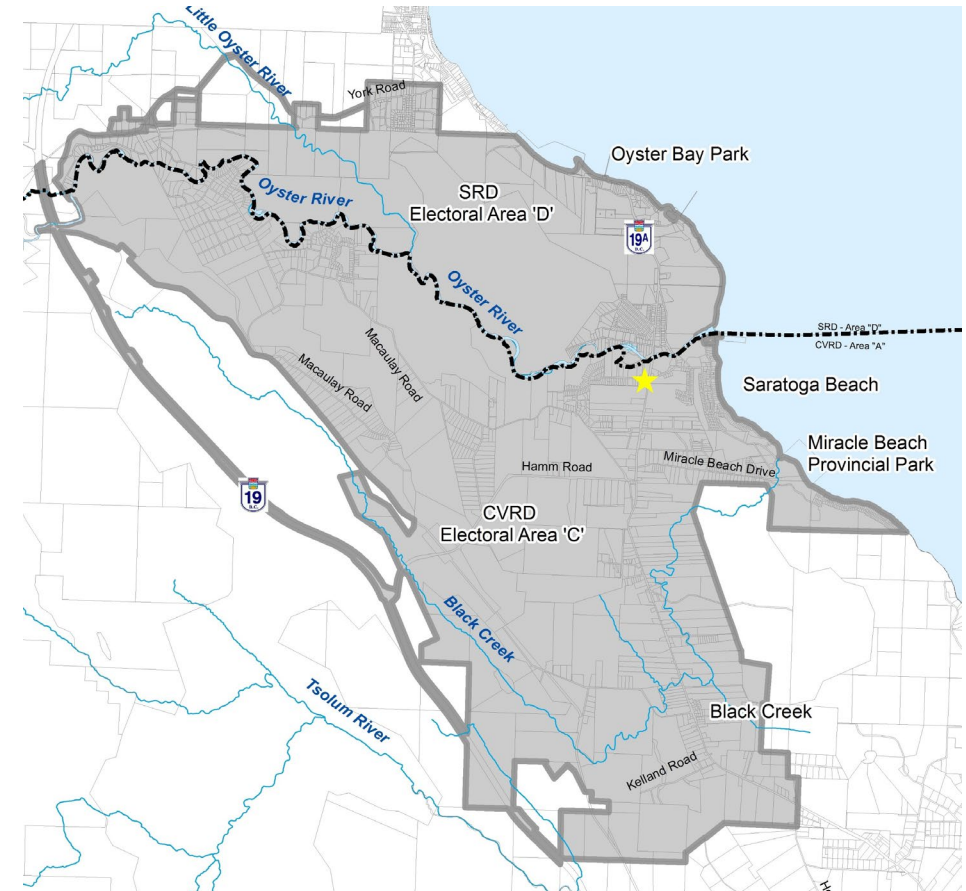 Little Oyster River
York Road
Oyster Bay Park
SRD
Electoral Area 'D'
Oyster River
19A
B.C.
Oyster River
SRD - Area "D"
CVRD - Area "A"
Macaulay Road
Macaulay Road
Saratoga Beach
Miracle Beach
Provincial Park
Hamm Road
Miracle Beach Drive
19
B.C.
CVRD
Electoral Area 'C'
Black Creek
Tsolum River
Black Creek
Kelland Road